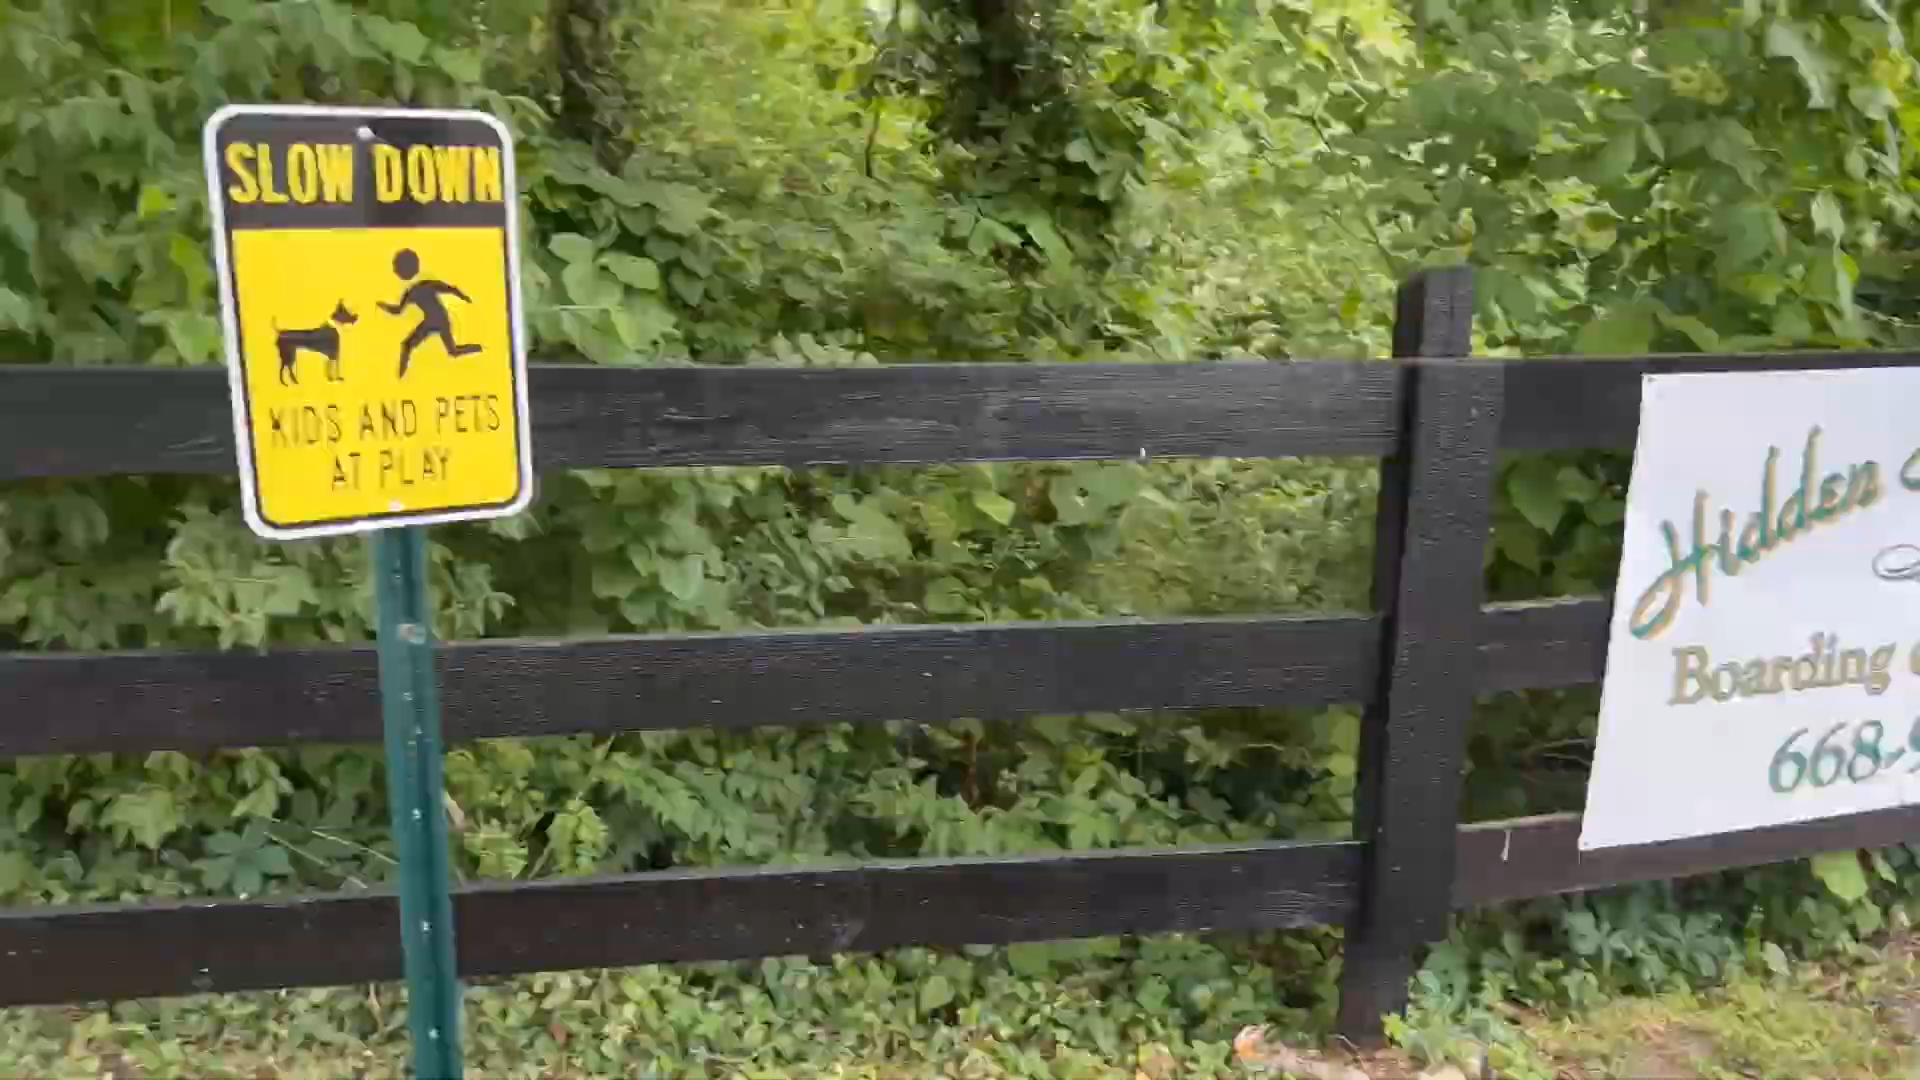 SLOW DOWN
KIDS AND PETS
AT PLAY
Hidden
Boarding
668-